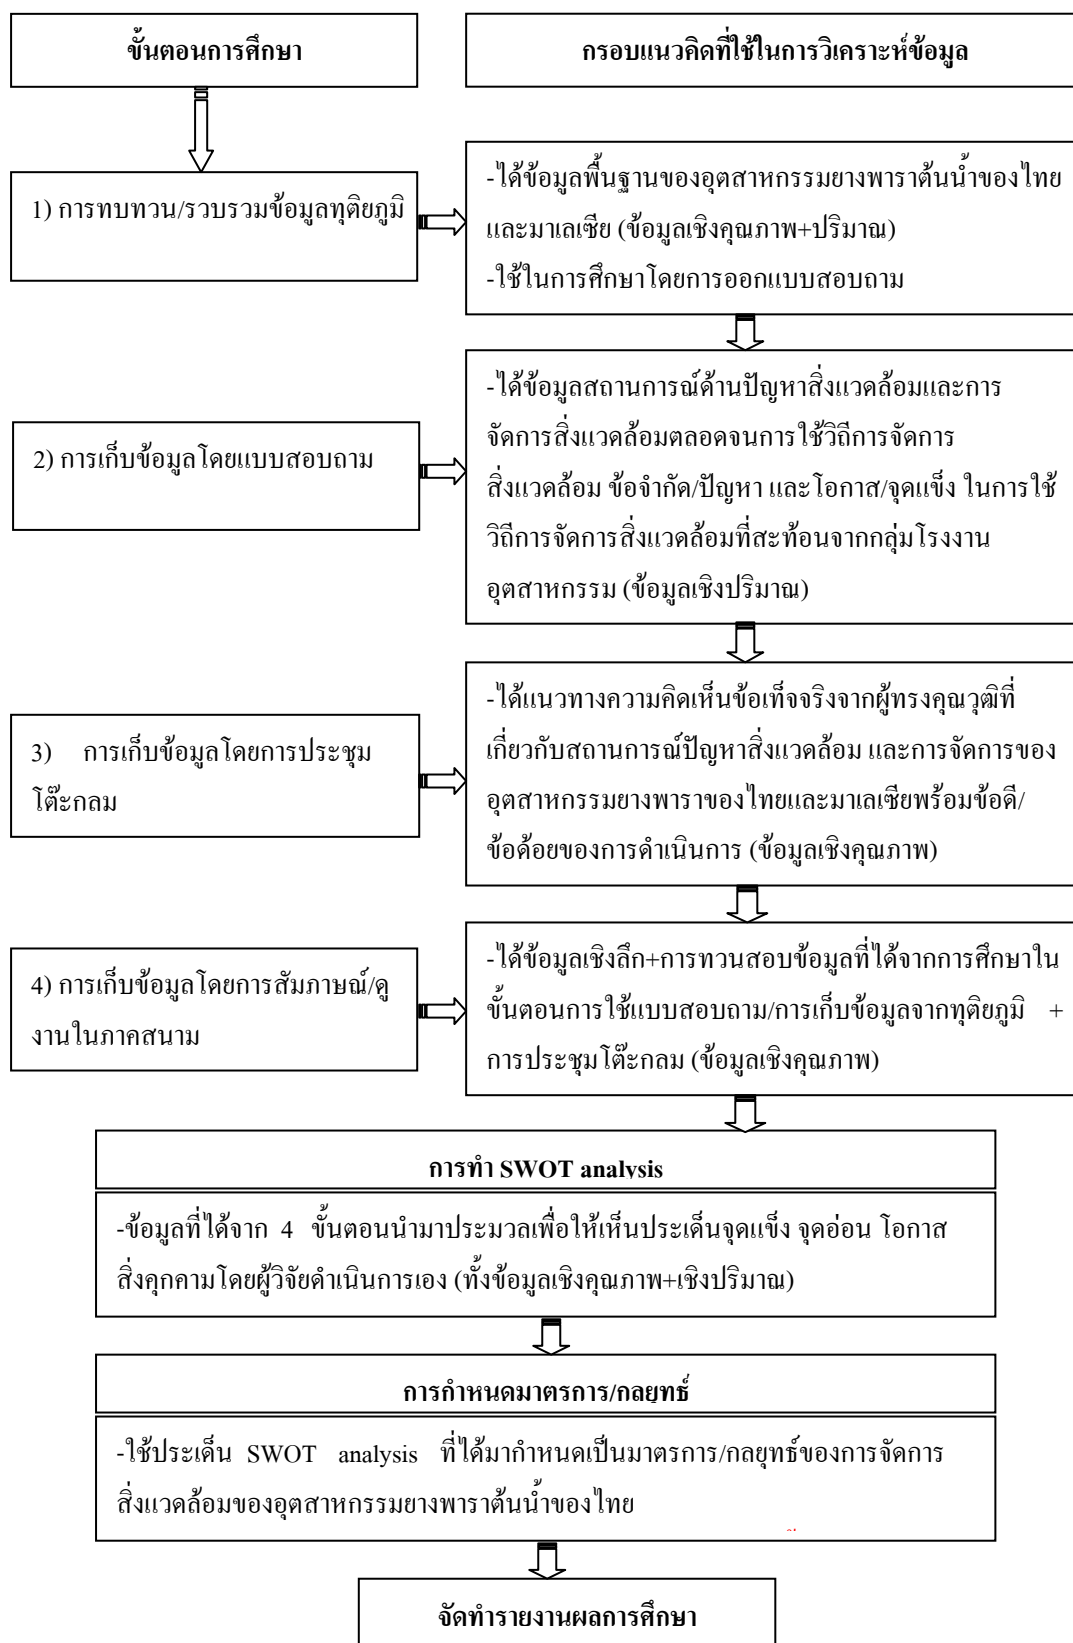 ขั้นตอนการศึกษา
กรอบแนวคิดที่ใช้ในการวิเคราะห์ข้อมูล
1) การทบทวน/รวบรวมข้อมูลทุติยภูมิ
-ได้ข้อมูลพื้นฐานของอุตสาหกรรมยางพาราต้นน้ำของไทย
และมาเลเซีย (ข้อมูลเชิงคุณภาพ+ปริมาณ)
-ใช้ในการศึกษาโดยการออกแบบสอบถาม
2) การเก็บข้อมูลโดยแบบสอบถาม
-ได้ข้อมูลสถานการณ์ด้านปัญหาสิ่งแวดล้อมและการ
จัดการสิ่งแวดล้อมตลอดจนการใช้วิถีการจัดการ
สิ่งแวดล้อม ข้อจำกัด/ปัญหา และโอกาส/จุดแข็ง ในการใช้
วิถีการจัดการสิ่งแวดล้อมที่สะท้อนจากกลุ่มโรงงาน
อุตสาหกรรม (ข้อมูลเชิงปริมาณ)
3) การเก็บข้อมูลโดยการประชุม
โต๊ะกลม
-ได้แนวทางความคิดเห็นข้อเท็จจริงจากผู้ทรงคุณวุฒิที่
เกี่ยวกับสถานการณ์ปัญหาสิ่งแวดล้อม และการจัดการของ
อุตสาหกรรมยางพาราของไทยและมาเลเซียพร้อมข้อดี/
ข้อด้อยของการดำเนินการ (ข้อมูลเชิงคุณภาพ)
4) การเก็บข้อมูลโดยการสัมภาษณ์/ดู
งานในภาคสนาม
-ได้ข้อมูลเชิงลึก+การทวนสอบข้อมูลที่ได้จากการศึกษาใน
ขั้นตอนการใช้แบบสอบถาม/การเก็บข้อมูลจากทุติยภูมิ +
การประชุมโต๊ะกลม (ข้อมูลเชิงคุณภาพ)
การทำ SWOT analysis
-ข้อมูลที่ได้จาก 4 ขั้นตอนนำมาประมวลเพื่อให้เห็นประเด็นจุดแข็ง จุดอ่อน โอกาส
สิ่งคุกคามโดยผู้วิจัยดำเนินการเอง (ทั้งข้อมูลเชิงคุณภาพ+เชิงปริมาณ)
การกำหนดมาตรการ/กลยุทธ์
-ใช้ประเด็น SWOT analysis ที่ได้มากำหนดเป็นมาตรการ/กลยุทธ์ของการจัดการ
สิ่งแวดล้อมของอุตสาหกรรมยางพาราต้นน้ำของไทย
จัดทำรายงานผลการศึกษา